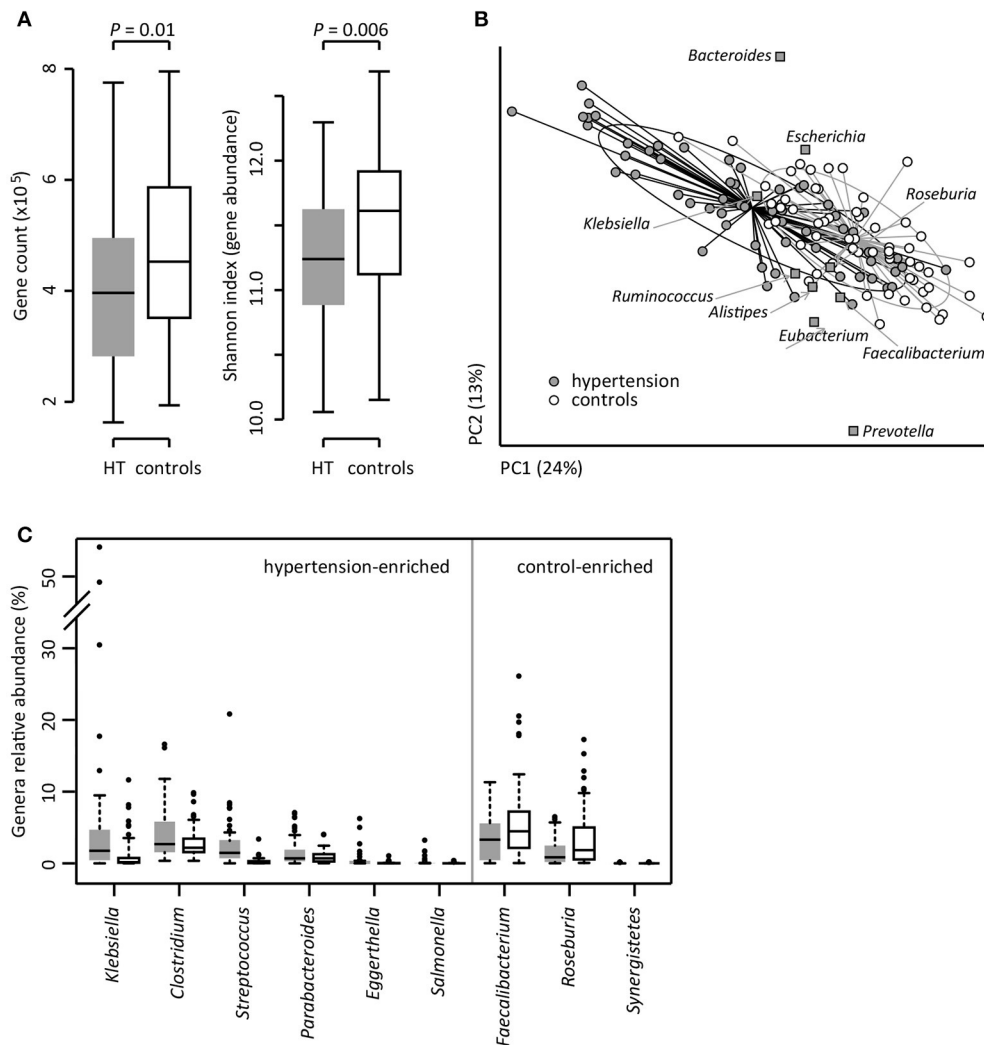 A
P = 0.01
P = 0.006
Gene count (x10⁵)
8
6
4
2
HT controls
Shannon index (gene abundance)
12.0
11.0
10.0
HT controls
B
Bacteroides
Escherichia
Roseburia
Klebsiella
Ruminococcus
Alistipes
Eubacterium
Faecalibacterium
hypertension
controls
Prevotella
PC2 (13%)
PC1 (24%)
C
hypertension-enriched
control-enriched
Genera relative abundance (%)
50
30
20
10
0
Klebsiella
Clostridium
Streptococcus
Parabacteroides
Eggerthella
Salmonella
Faecalibacterium
Roseburia
Synergistetes